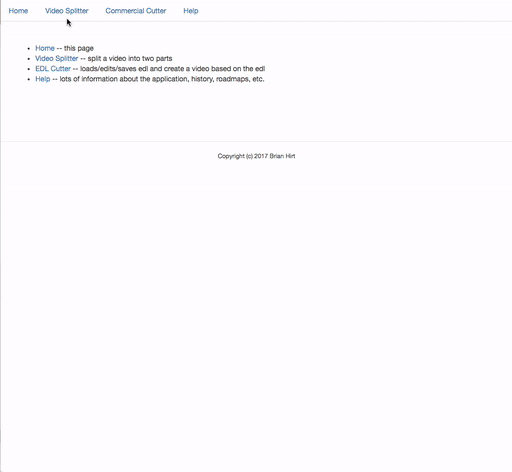 Home Video Splitter Commercial Cutter Help
Home -- this page
Video Splitter -- split a video into two parts
EDL Cutter -- loads/edits/saves edl and create a video based on the edl
Help -- lots of information about the application, history, roadmaps, etc.
Copyright (c) 2017 Brian Hirt